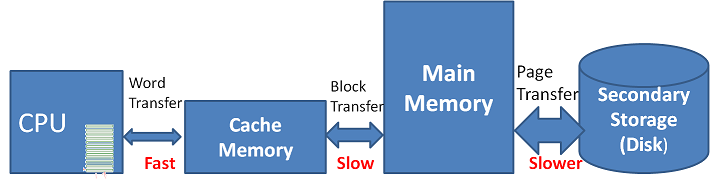 CPU
Word
Transfer
Fast
Cache
Memory
Block
Transfer
Slow
Main
Memory
Page
Transfer
Slower
Secondary
Storage
(Disk)